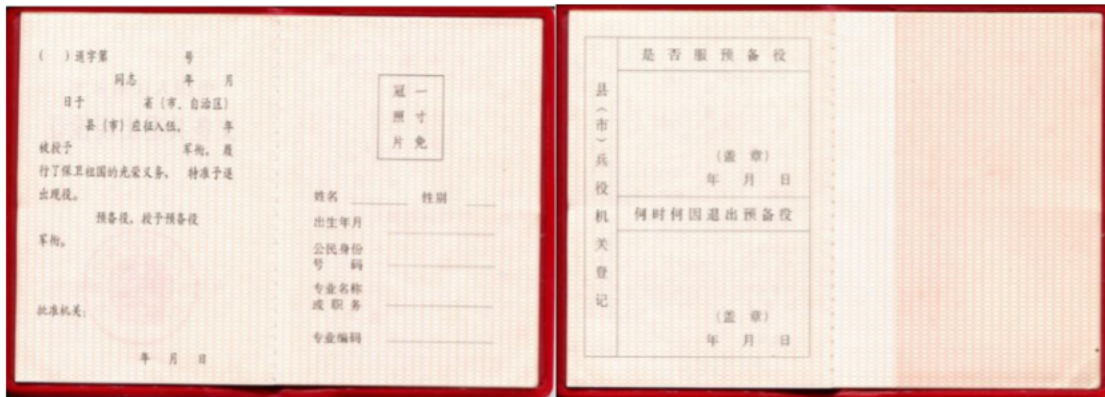 ( )退字第 号
同志 年 月
日于 省(市、自治区)
县(市)应征入伍。 年
被授予 军衔。履
行了保卫祖国的光荣义务, 特准予退
出现役。
预备役,授予预备役
军衔。
批准机关:
年 月 日
一寸免冠照片
姓名 性别
出生年月
公民身份
号 码
专业名称
或职务
专业编码
县(市)兵役机关登记
是否服预备役
(盖 章)
年 月 日
何时何因退出预备役
(盖 章)
年 月 日